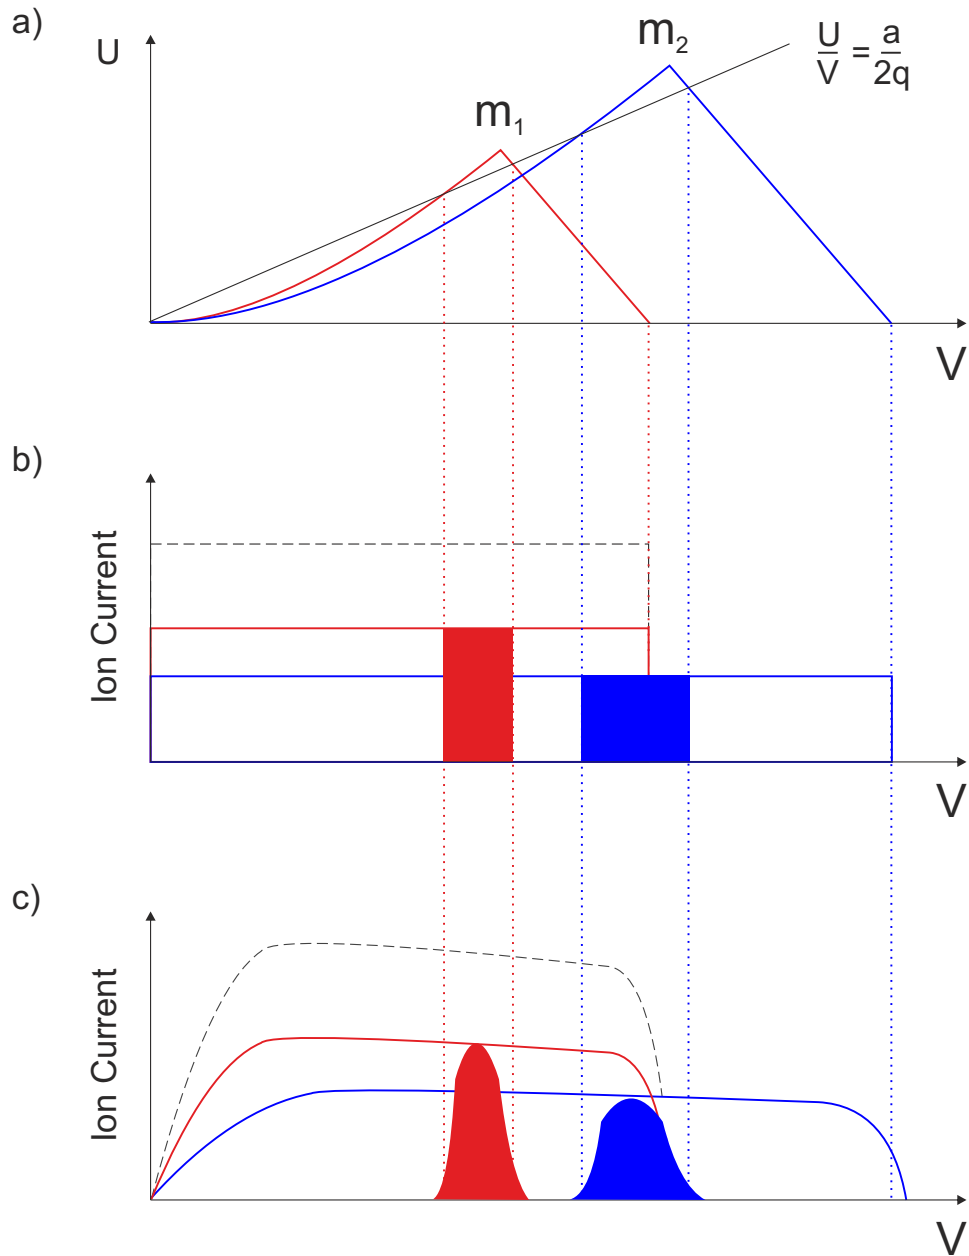 a)
U
m₂
U/V = a/2q
m₁
V
b)
Ion Current
V
c)
Ion Current
V